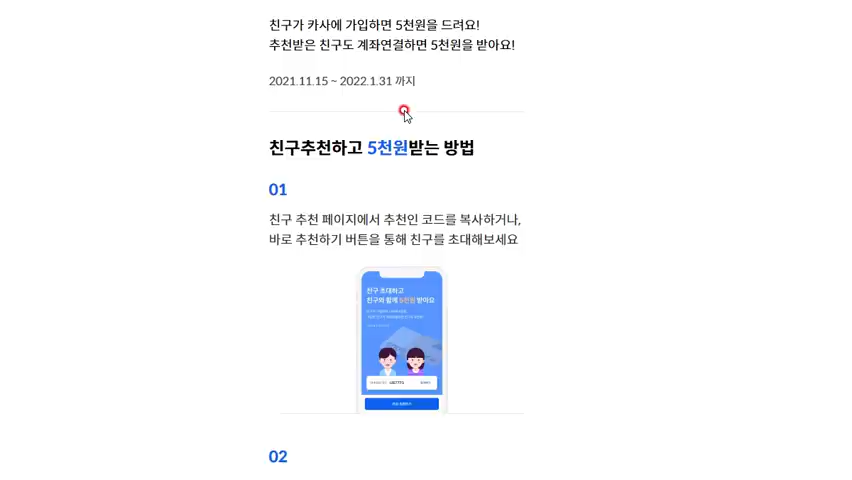 친구가 카사에 가입하면 5천원을 드려요!
추천받은 친구도 계좌연결하면 5천원을 받아요!
2021.11.15 ~ 2022.1.31 까지
친구추천하고 5천원받는 방법
01
친구 추천 페이지에서 추천인 코드를 복사하거나,
바로 추천하기 버튼을 통해 친구를 초대해보세요
친구 초대하고
친구와 함께 5천원 받아요
02